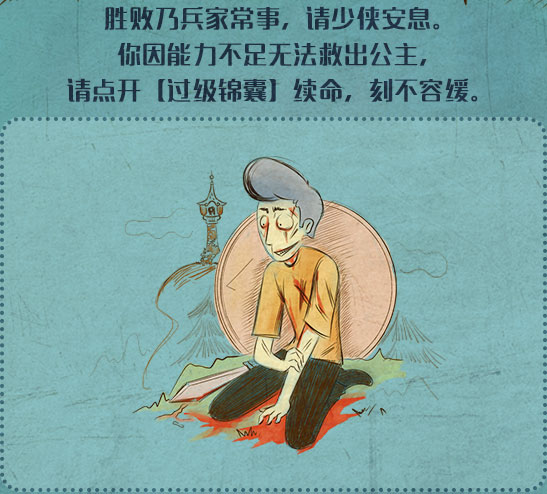 胜败乃兵家常事，请少侠安息。
你因能力不足无法救出公主，
请点开【过级锦囊】续命，刻不容缓。